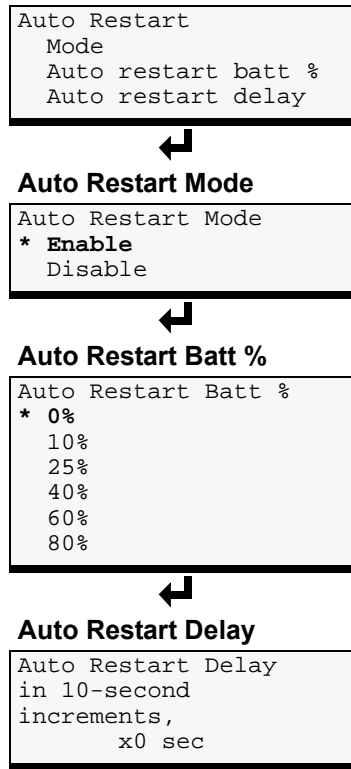 Auto Restart
Mode
Auto restart batt %
Auto restart delay
Auto Restart Mode
Auto Restart Mode
* Enable
Disable
Auto Restart Batt %
Auto Restart Batt %
* 0%
10%
25%
40%
60%
80%
Auto Restart Delay
Auto Restart Delay
in 10-second
increments,
x0 sec